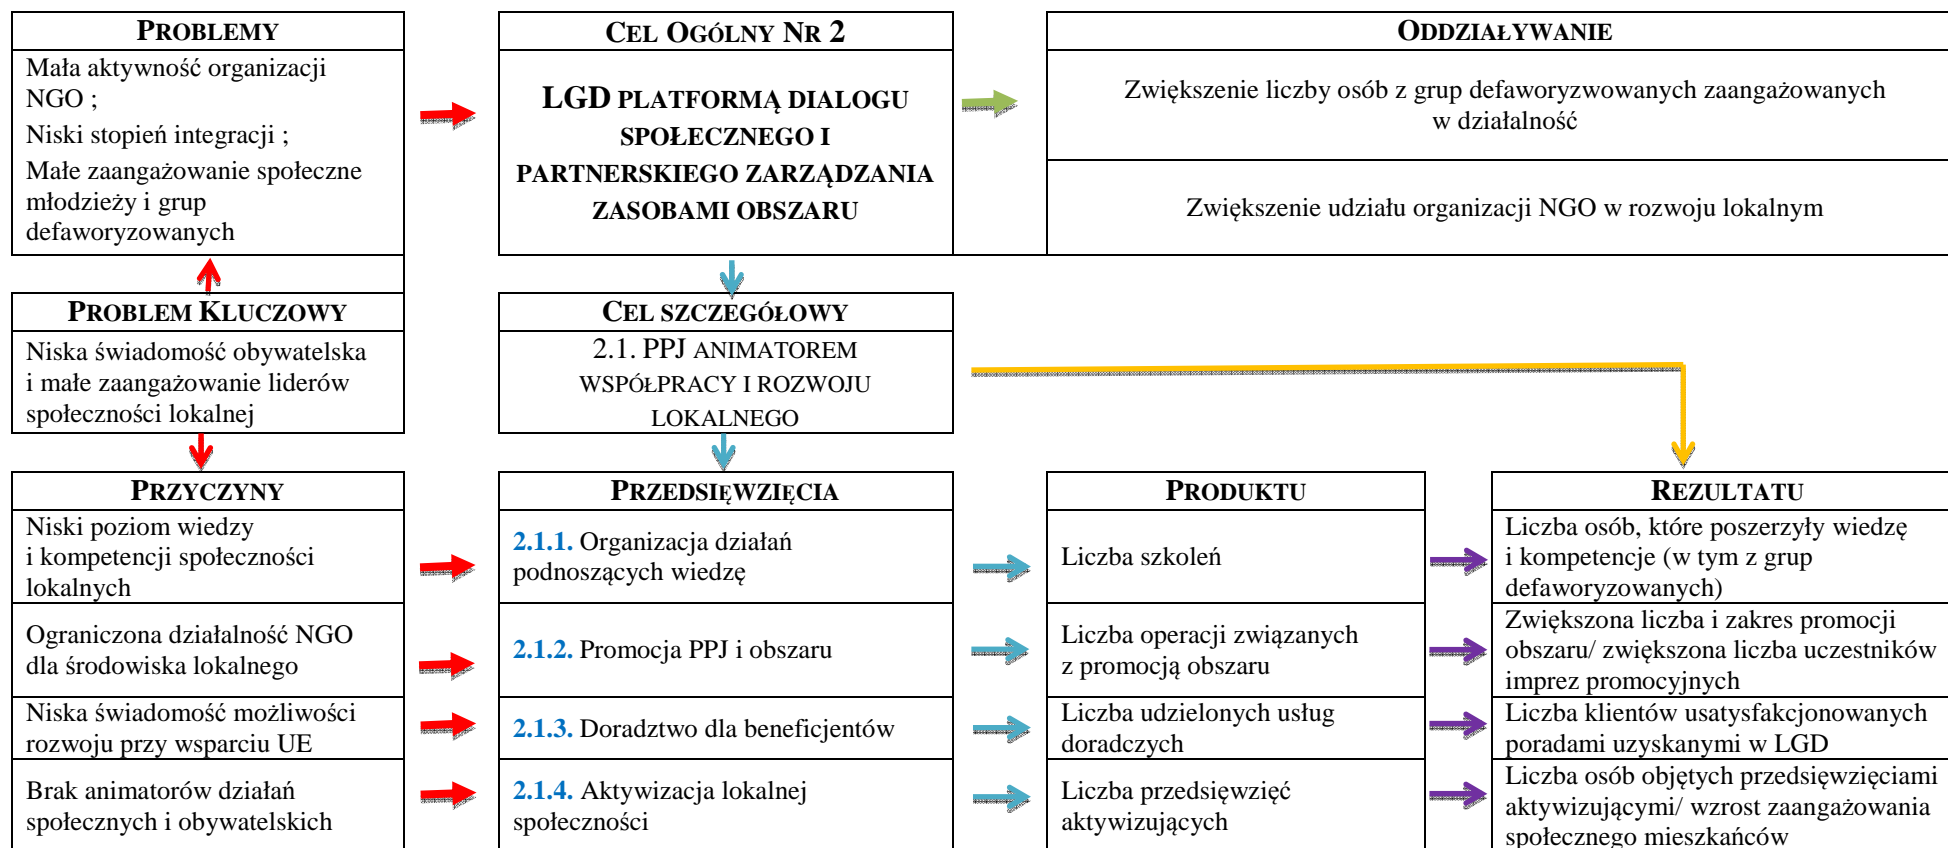 PROBLEMY
Mała aktywność organizacji
NGO ;
Niski stopień integracji ;
Małe zaangażowanie społeczne
młodzieży i grup
defaworyzowanych
CEL OGÓLNY NR 2
LGD PLATFORMĄ DIALOGU
SPOŁECZNEGO I
PARTNERSKIEGO ZARZĄDZANIA
ZASOBAMI OBSZARU
ODDZIAŁYWANIE
Zwiększenie liczby osób z grup defaworyzwowanych zaangażowanych
w działalność
Zwiększenie udziału organizacji NGO w rozwoju lokalnym
PROBLEM KLUCZOWY
Niska świadomość obywatelska
i małe zaangażowanie liderów
społeczności lokalnej
CEL SZCZEGÓŁOWY
2.1. PPJ ANIMATOREM
WSPÓŁPRACY I ROZWOJU
LOKALNEGO
PRZYCZYNY
PRZEDSIĘWZIĘCIA
PRODUKTU
REZULTATU
Niski poziom wiedzy
i kompetencji społeczności
lokalnych
2.1.1. Organizacja działań
podnoszących wiedzę
Liczba szkoleń
Liczba osób, które poszerzyły wiedzę
i kompetencje (w tym z grup
defaworyzowanych)
Ograniczona działalność NGO
dla środowiska lokalnego
2.1.2. Promocja PPJ i obszaru
Liczba operacji związanych
z promocją obszaru
Zwiększona liczba i zakres promocji
obszaru/ zwiększona liczba uczestników
imprez promocyjnych
Niska świadomość możliwości
rozwoju przy wsparciu UE
2.1.3. Doradztwo dla beneficjentów
Liczba udzielonych usług
doradczych
Liczba klientów usatysfakcjonowanych
poradami uzyskanymi w LGD
Brak animatorów działań
społecznych i obywatelskich
2.1.4. Aktywizacja lokalnej
społeczności
Liczba przedsięwzięć
aktywizujących
Liczba osób objętych przedsięwzięciami
aktywizującymi/ wzrost zaangażowania
społecznego mieszkańców